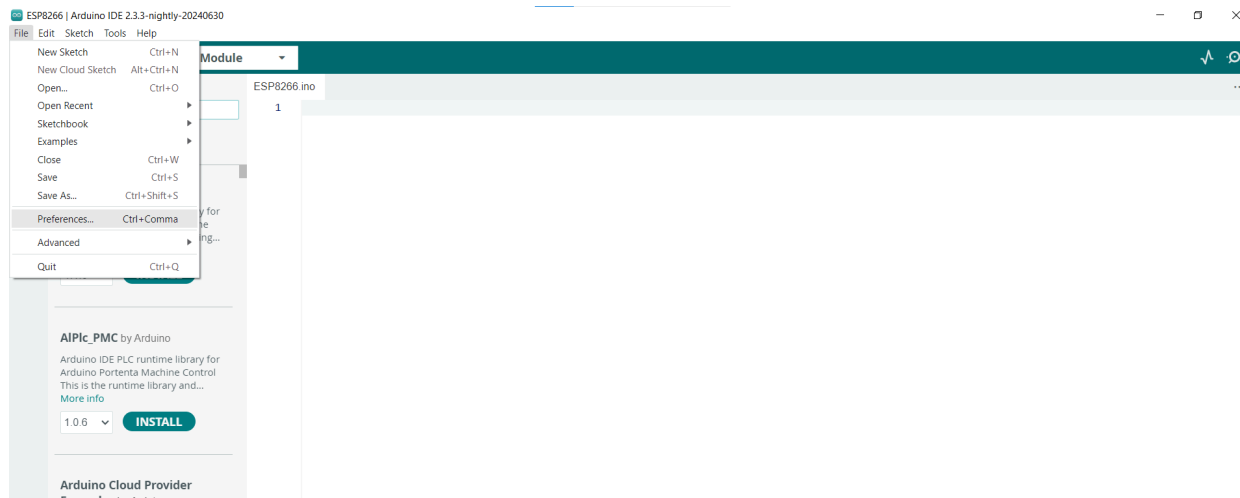 ESP8266 | Arduino IDE 2.3.3-nightly-20240630
File Edit Sketch Tools Help
New Sketch Ctrl+N
New Cloud Sketch Alt+Ctrl+N
Open... Ctrl+O
Open Recent
Sketchbook
Examples
Close Ctrl+W
Save Ctrl+S
Save As... Ctrl+Shift+S
Preferences... Ctrl+Comma
Advanced
Quit Ctrl+Q
Module
ESP8266.ino
1
y for
ing...
AlPlc_PMC by Arduino
Arduino IDE PLC runtime library for
Arduino Portenta Machine Control
This is the runtime library and...
More info
1.0.6 INSTALL
Arduino Cloud Provider